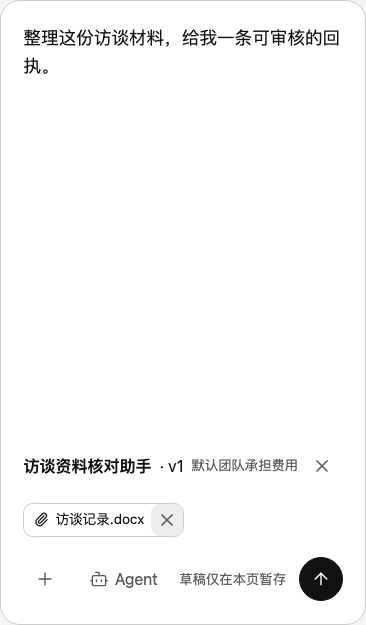 整理这份访谈材料，给我一条可审核的回
执。
访谈资料核对助手 · v1 默认团队承担费用
访谈记录.docx
Agent 草稿仅在本页暂存